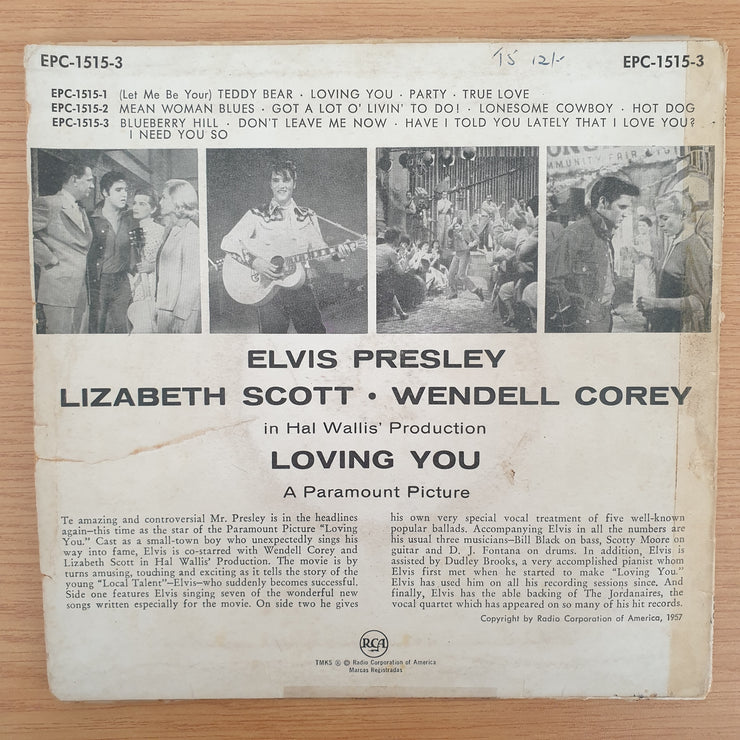 EPC-1515-3
15 12/-
EPC-1515-3
EPC-1515-1 (Let Me Be Your) TEDDY BEAR · LOVING YOU · PARTY · TRUE LOVE
EPC-1515-2 MEAN WOMAN BLUES · GOT A LOT O' LIVIN' TO DO! · LONESOME COWBOY · HOT DOG
EPC-1515-3 BLUEBERRY HILL · DON'T LEAVE ME NOW · HAVE I TOLD YOU LATELY THAT I LOVE YOU?
I NEED YOU SO
MMUNITY FAIR
ELVIS PRESLEY
LIZABETH SCOTT • WENDELL COREY
in Hal Wallis' Production
LOVING YOU
A Paramount Picture
Te amazing and controversial Mr. Presley is in the headlines
again—this time as the star of the Paramount Picture "Loving
You." Cast as a small-town boy who unexpectedly sings his
way into fame, Elvis is co-starred with Wendell Corey and
Lizabeth Scott in Hal Wallis' Production. The movie is by
turns amusing, touching and exciting as it tells the story of the
young "Local Talent"—Elvis—who suddenly becomes successful.
Side one features Elvis singing seven of the wonderful new
songs written especially for the movie. On side two he gives
his own very special vocal treatment of five well-known
popular ballads. Accompanying Elvis in all the numbers are
his usual three musicians—Bill Black on bass, Scotty Moore on
guitar and D. J. Fontana on drums. In addition, Elvis is
assisted by Dudley Brooks, a very accomplished pianist whom
Elvis first met when he started to make "Loving You."
Elvis has used him on all his recording sessions since. And
finally, Elvis has the able backing of The Jordanaires, the
vocal quartet which has appeared on so many of his hit records.
Copyright by Radio Corporation of America, 1957
RCA
TMKS ® © Radio Corporation of America
Marcas Registradas